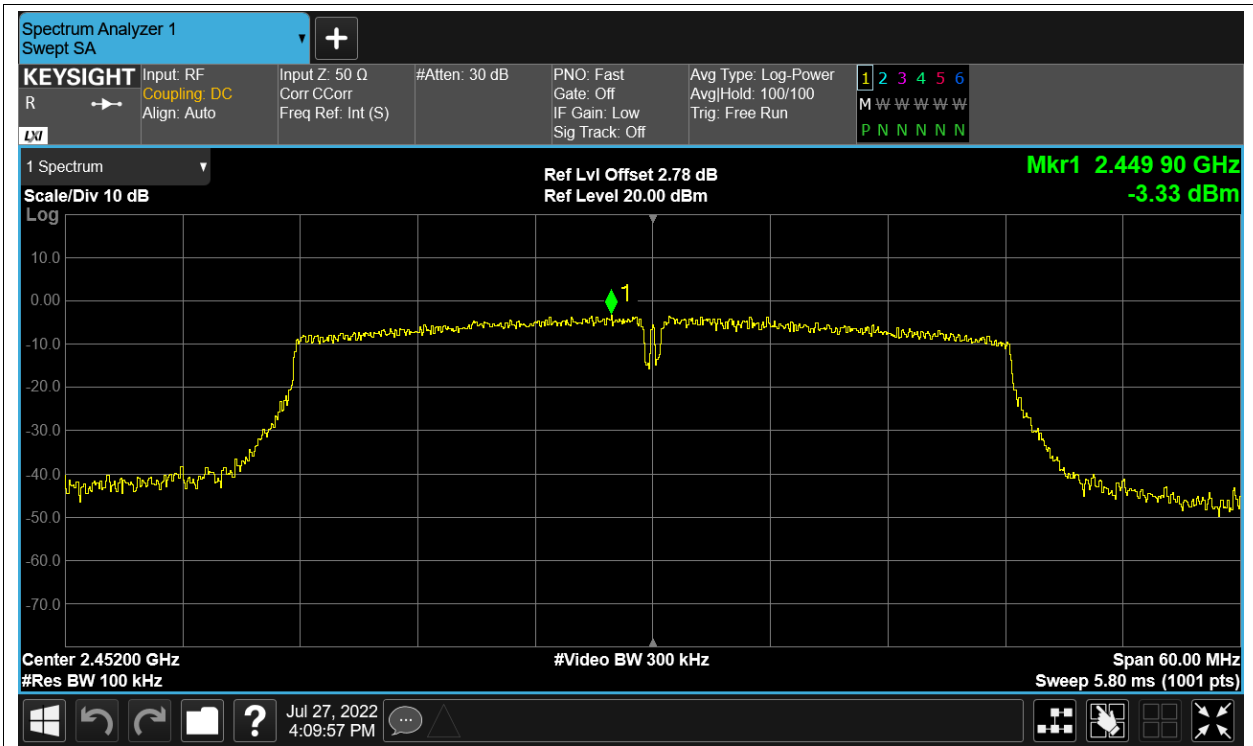 Spectrum Analyzer 1
Swept SA
+
KEYSIGHT
R
LXI
Input: RF
Coupling: DC
Align: Auto
Input Z: 50 Ω
Corr CCorr
Freq Ref: Int (S)
#Atten: 30 dB
PNO: Fast
Gate: Off
IF Gain: Low
Sig Track: Off
Avg Type: Log-Power
Avg|Hold: 100/100
Trig: Free Run
1 2 3 4 5 6
M W W W W W
P N N N N N
1 Spectrum
Scale/Div 10 dB
Log
Ref Lvl Offset 2.78 dB
Ref Level 20.00 dBm
Mkr1 2.449 90 GHz
-3.33 dBm
10.0
0.00
-10.0
-20.0
-30.0
-40.0
-50.0
-60.0
-70.0
1
Center 2.45200 GHz
#Res BW 100 kHz
#Video BW 300 kHz
Span 60.00 MHz
Sweep 5.80 ms (1001 pts)
?
Jul 27, 2022
4:09:57 PM